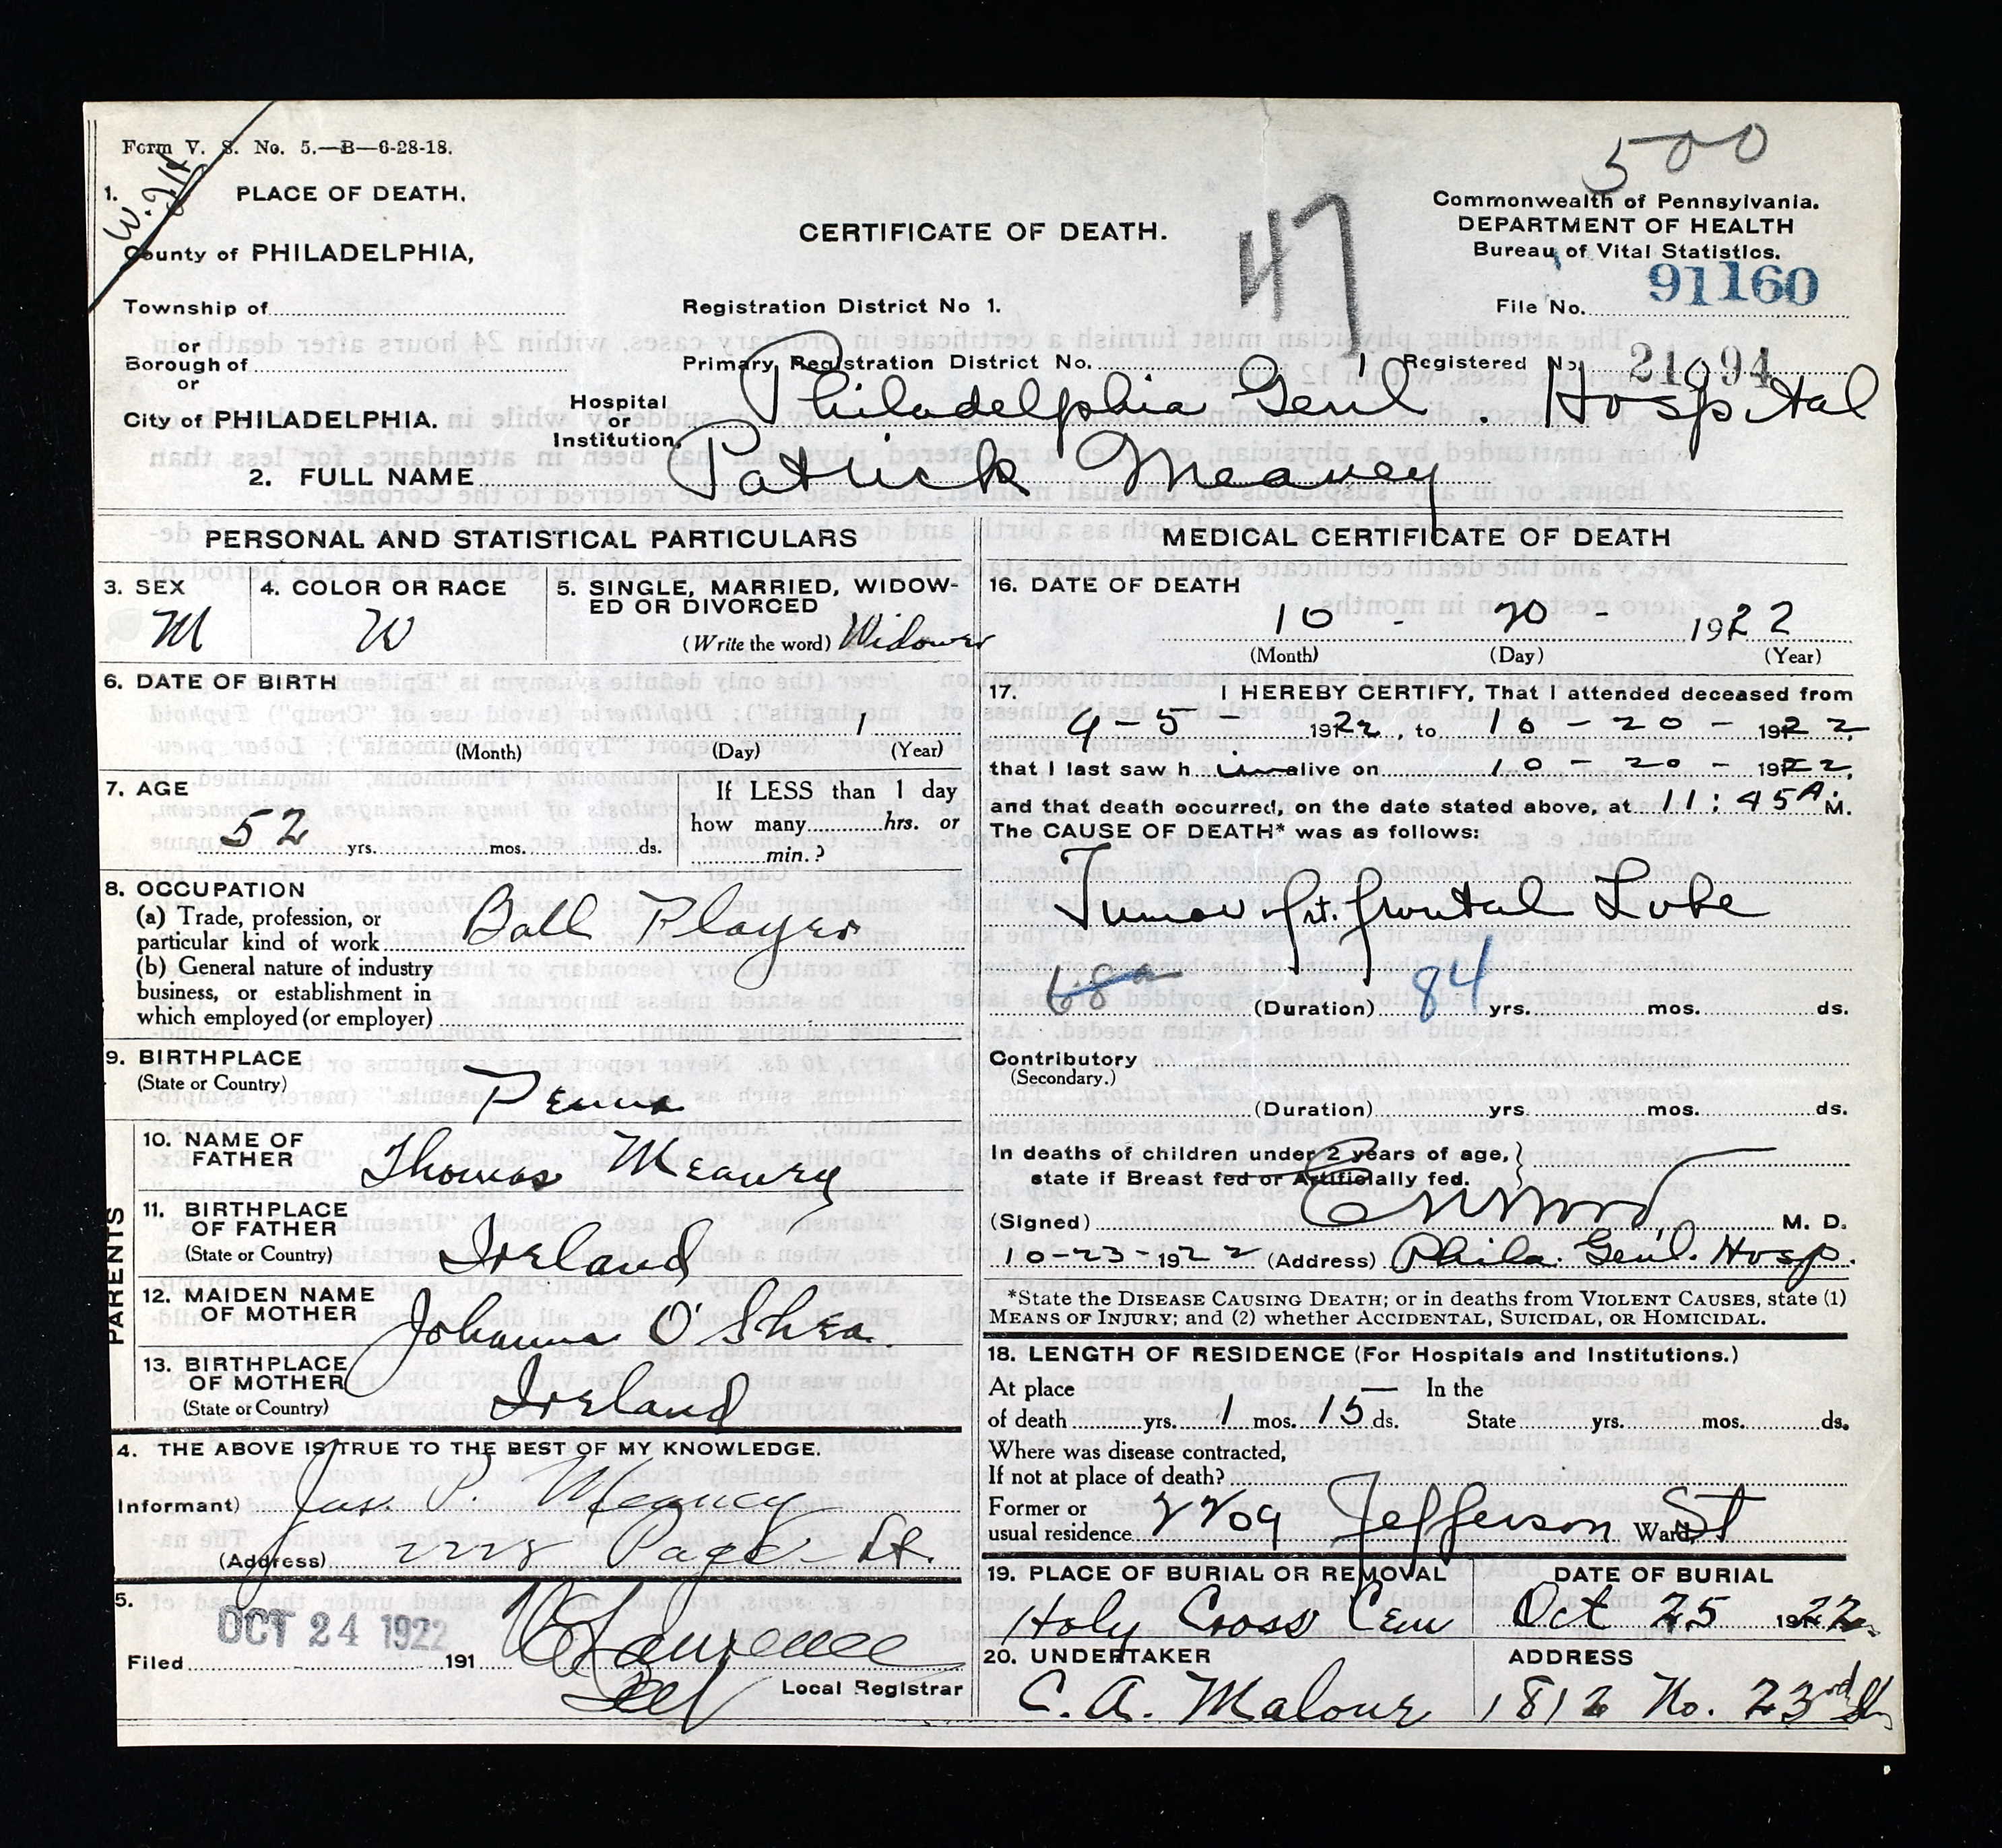 Form V. S. No. 5.—B—6-28-18.
500
1. PLACE OF DEATH.
County of PHILADELPHIA,
CERTIFICATE OF DEATH.
47
Commonwealth of Pennsylvania.
DEPARTMENT OF HEALTH
Bureau of Vital Statistics.
File No. 91160
Township of
or
Borough of
or
City of PHILADELPHIA.
Registration District No 1.
Primary Registration District No. 1 Registered No. 21094
Hospital
or
Institution, Philadelphia Genl. Hospital
2. FULL NAME Patrick Meaney
PERSONAL AND STATISTICAL PARTICULARS
3. SEX
M
4. COLOR OR RACE
W
5. SINGLE, MARRIED, WIDOW-
ED OR DIVORCED
(Write the word) Widower
6. DATE OF BIRTH
1
(Month) (Day) (Year)
7. AGE
52 yrs. mos. ds.
If LESS than 1 day
how many hrs. or
min.?
8. OCCUPATION
(a) Trade, profession, or
particular kind of work Ball Player
(b) General nature of industry
business, or establishment in
which employed (or employer)
9. BIRTHPLACE
(State or Country)
Penna
PARENTS
10. NAME OF
FATHER Thomas Meaney
11. BIRTHPLACE
OF FATHER
(State or Country) Ireland
12. MAIDEN NAME
OF MOTHER Johanna O'Shea
13. BIRTHPLACE
OF MOTHER
(State or Country) Ireland
4. THE ABOVE IS TRUE TO THE BEST OF MY KNOWLEDGE.
Informant) Jas. P. Meaney
(Address) 2228 Page St.
5.
OCT 24 1922
Filed 191
Local Registrar
MEDICAL CERTIFICATE OF DEATH
16. DATE OF DEATH
10 - 20 - 1922
(Month) (Day) (Year)
17. I HEREBY CERTIFY, That I attended deceased from
9-5- 1922, to 10-20- 1922,
that I last saw h im alive on 10-20- 1922,
and that death occurred, on the date stated above, at 11:45 A. M.
The CAUSE OF DEATH* was as follows:
Tumor of rt. frontal Lobe
68a 84
(Duration) yrs. mos. ds.
Contributory
(Secondary.)
(Duration) yrs. mos. ds.
In deaths of children under 2 years of age,}
state if Breast fed or Artificially fed.
(Signed) M. D.
10-23-1922 (Address) Phila. Gen'l. Hosp.
*State the DISEASE CAUSING DEATH; or in deaths from VIOLENT CAUSES, state (1)
MEANS OF INJURY; and (2) whether ACCIDENTAL, SUICIDAL, OR HOMICIDAL.
18. LENGTH OF RESIDENCE (For Hospitals and Institutions.)
At place In the
of death yrs. 1 mos. 15 ds. State yrs. mos. ds.
Where was disease contracted,
If not at place of death?
Former or
usual residence 2209 Jefferson Ward, St
19. PLACE OF BURIAL OR REMOVAL
Holy Cross Cem
DATE OF BURIAL
Oct 25 1922
20. UNDERTAKER
C. A. Malone
ADDRESS
1812 No. 23rd St